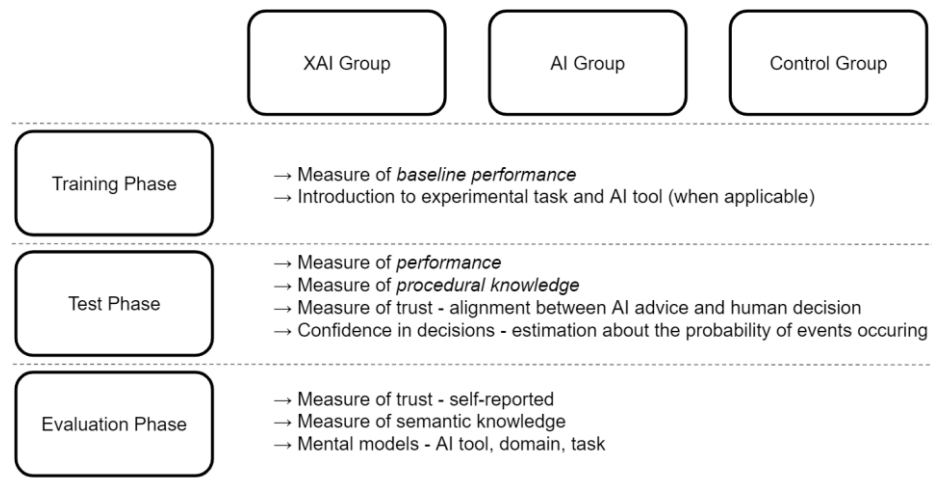 XAI Group
AI Group
Control Group
Training Phase
→ Measure of baseline performance
→ Introduction to experimental task and AI tool (when applicable)
Test Phase
→ Measure of performance
→ Measure of procedural knowledge
→ Measure of trust - alignment between AI advice and human decision
→ Confidence in decisions - estimation about the probability of events occuring
Evaluation Phase
→ Measure of trust - self-reported
→ Measure of semantic knowledge
→ Mental models - AI tool, domain, task